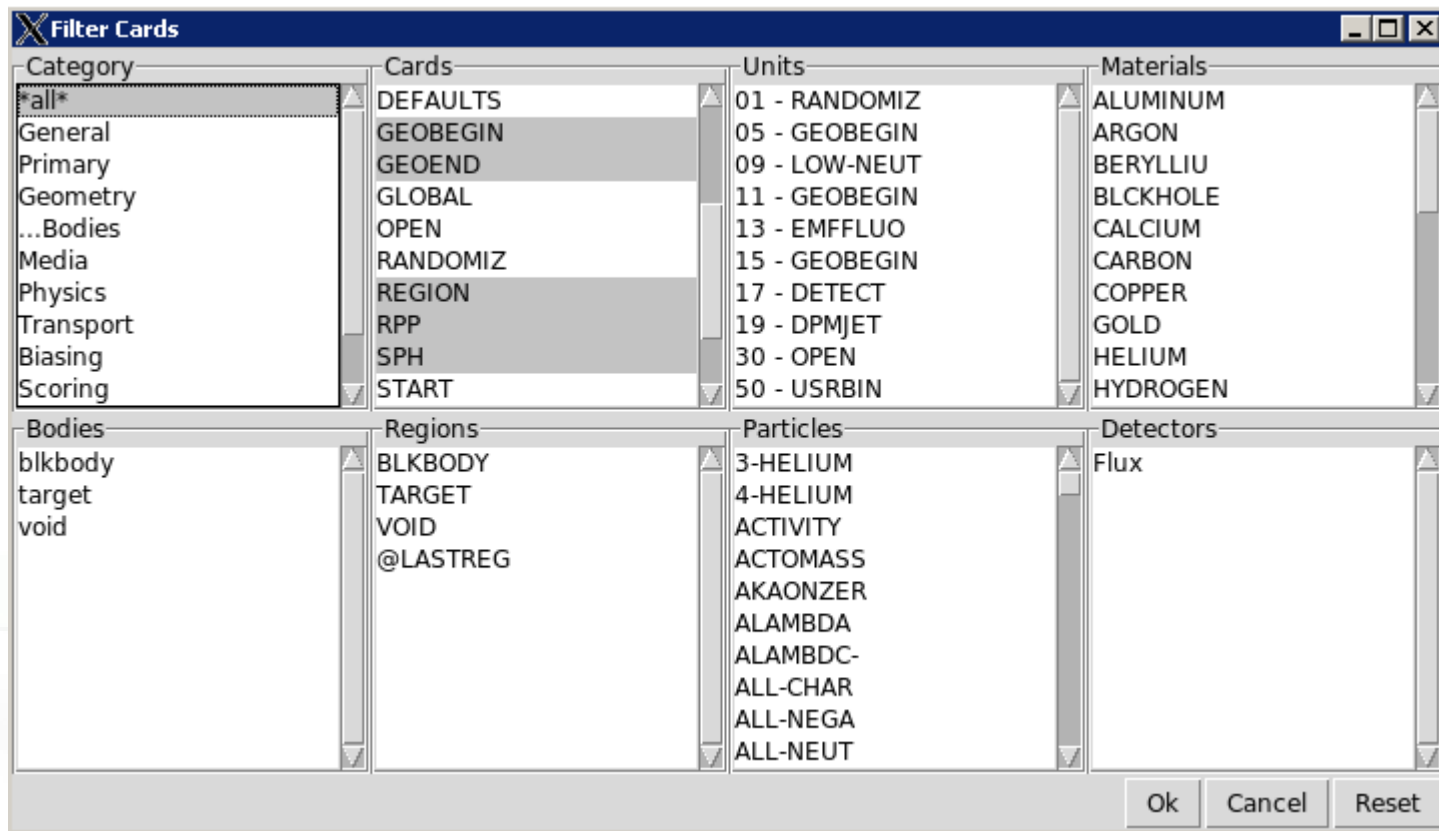 Filter Cards
Category
*all*
General
Primary
Geometry
...Bodies
Media
Physics
Transport
Biasing
Scoring
Cards
DEFAULTS
GEOBEGIN
GEOEND
GLOBAL
OPEN
RANDOMIZ
REGION
RPP
SPH
START
Units
01 - RANDOMIZ
05 - GEOBEGIN
09 - LOW-NEUT
11 - GEOBEGIN
13 - EMFFLUO
15 - GEOBEGIN
17 - DETECT
19 - DPMJET
30 - OPEN
50 - USRBIN
Materials
ALUMINUM
ARGON
BERYLLIU
BLCKHOLE
CALCIUM
CARBON
COPPER
GOLD
HELIUM
HYDROGEN
Bodies
blkbody
target
void
Regions
BLKBODY
TARGET
VOID
@LASTREG
Particles
3-HELIUM
4-HELIUM
ACTIVITY
ACTOMASS
AKAONZER
ALAMBDA
ALAMBDC-
ALL-CHAR
ALL-NEGA
ALL-NEUT
Detectors
Flux
Ok Cancel Reset